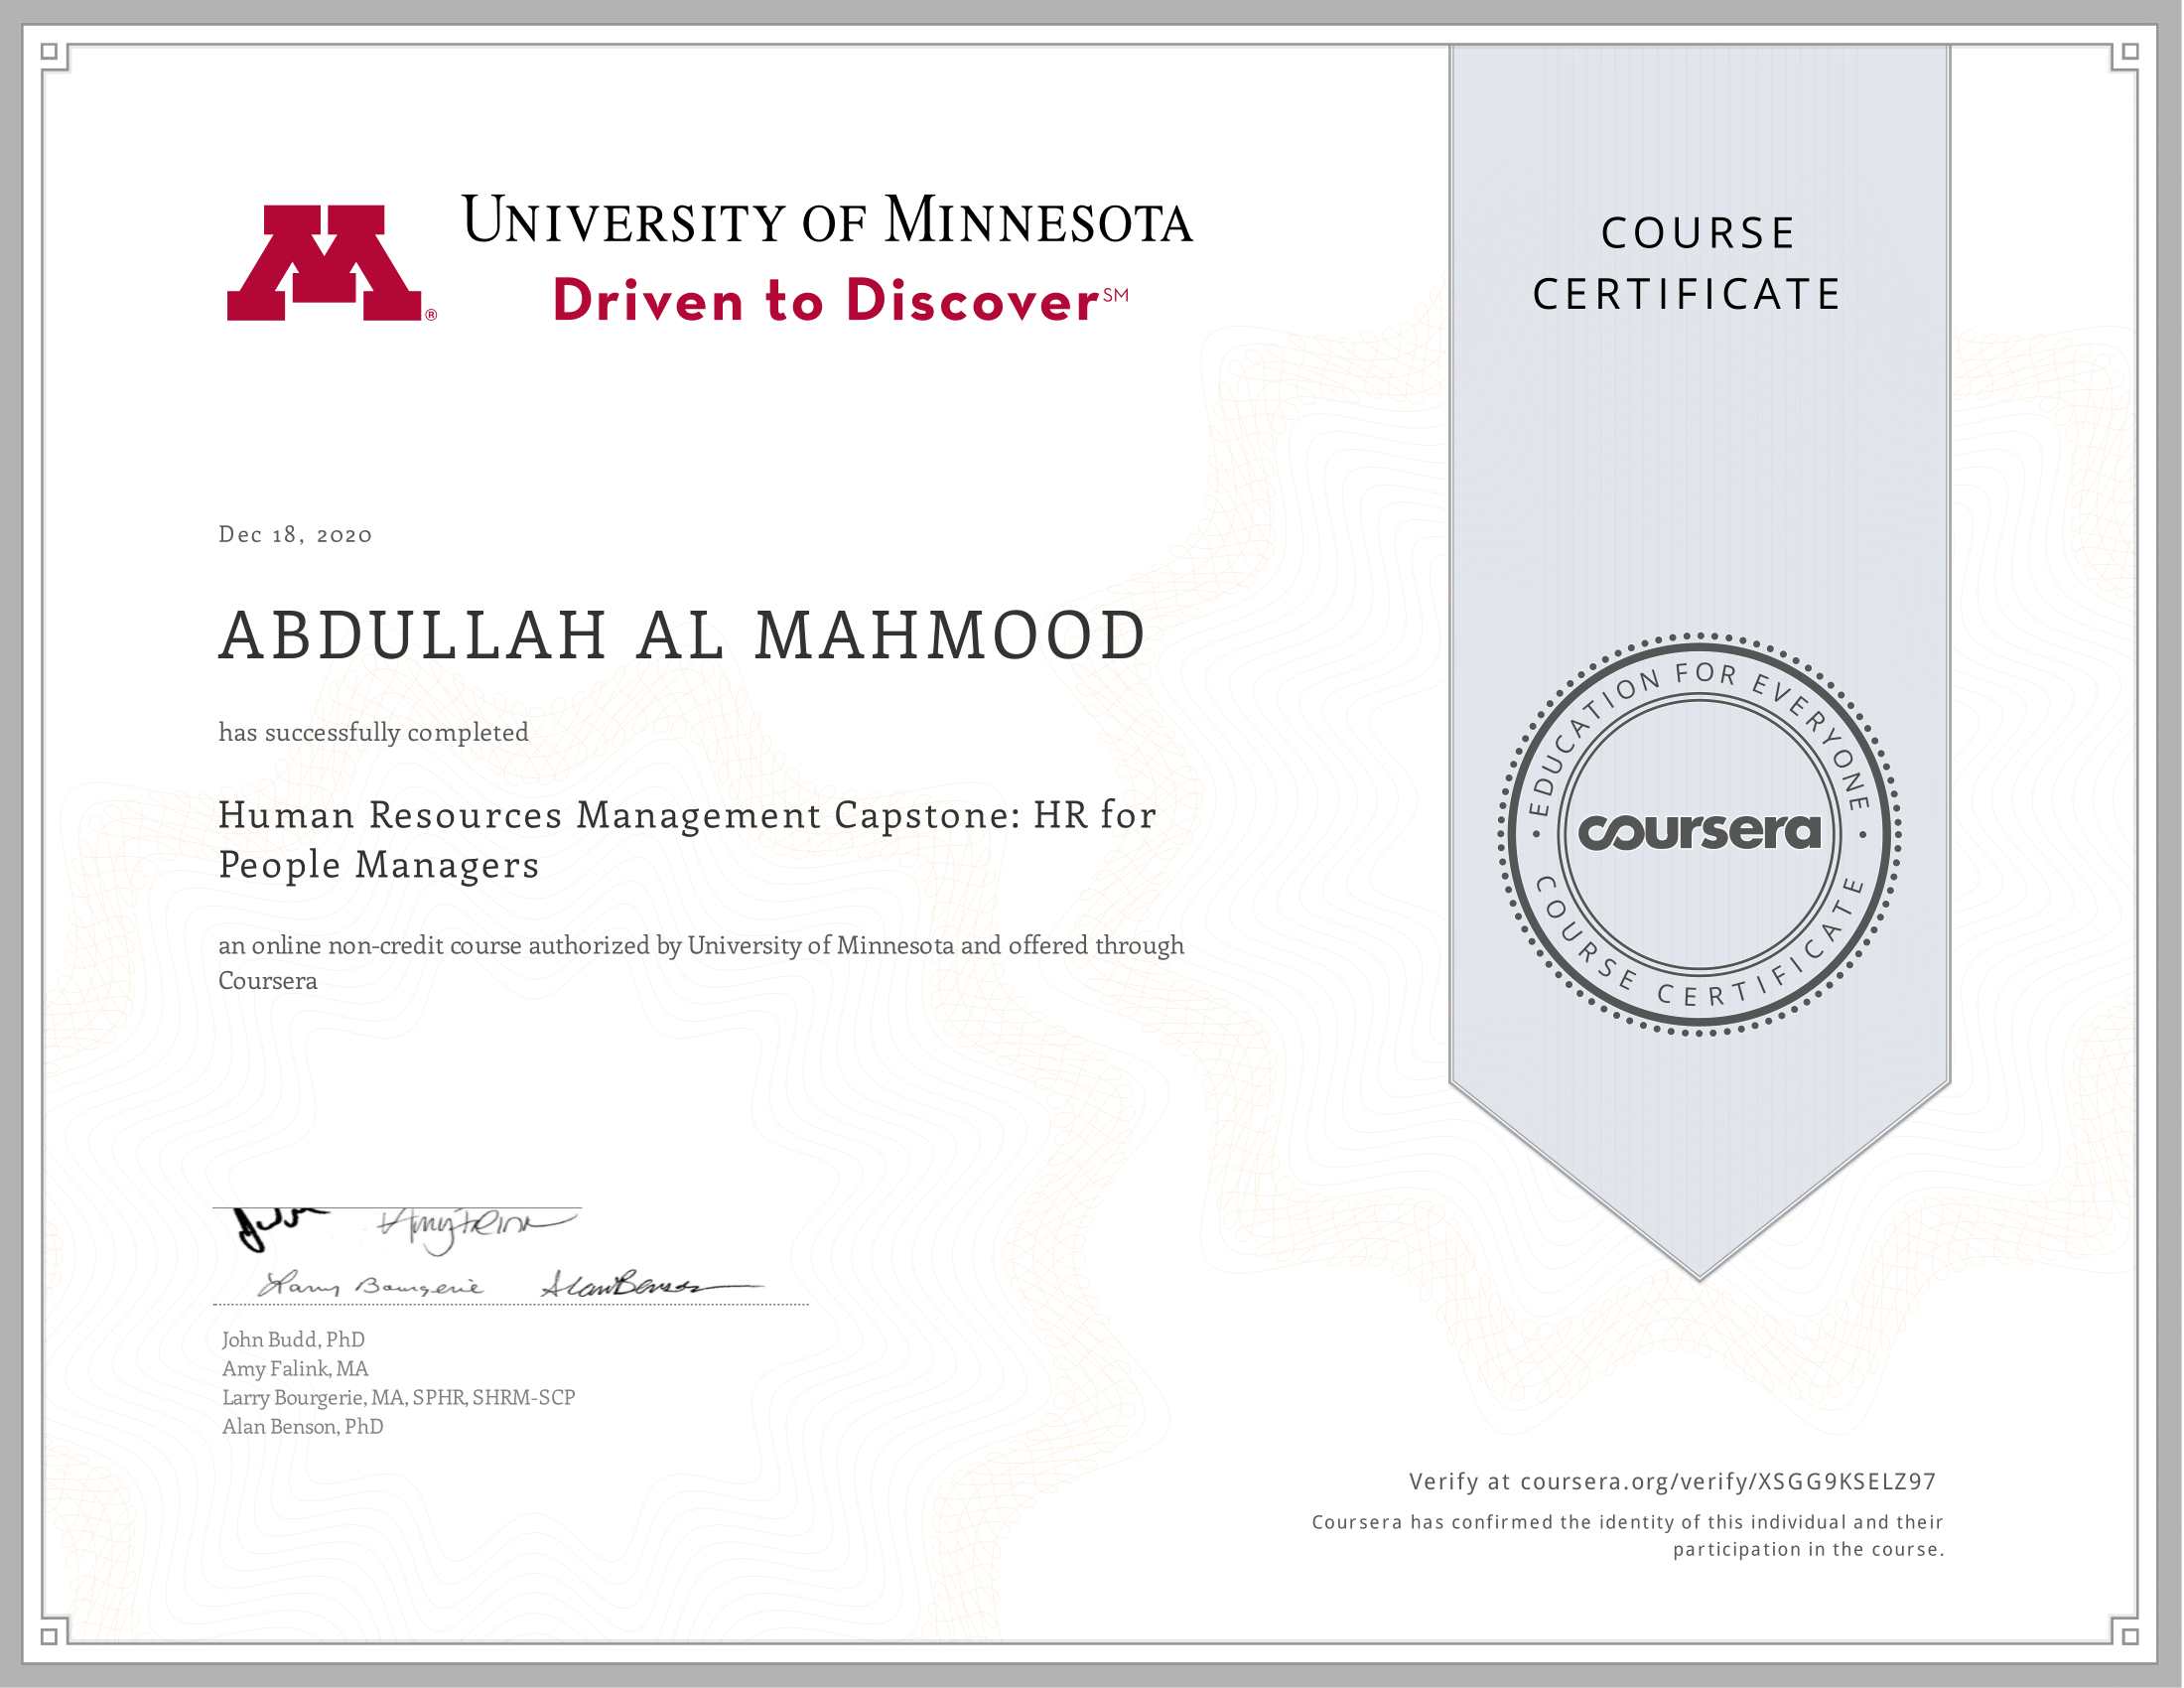 UNIVERSITY OF MINNESOTA
Driven to Discover℠
®
COURSE
CERTIFICATE
Dec 18, 2020
ABDULLAH AL MAHMOOD
has successfully completed
Human Resources Management Capstone: HR for
People Managers
an online non-credit course authorized by University of Minnesota and offered through
Coursera
EDUCATION FOR EVERYONE
coursera
COURSE CERTIFICATE
Amy Falink
Larry Bourgerie Alan Benson
John Budd, PhD
Amy Falink, MA
Larry Bourgerie, MA, SPHR, SHRM-SCP
Alan Benson, PhD
Verify at coursera.org/verify/XSGG9KSELZ97
Coursera has confirmed the identity of this individual and their
participation in the course.